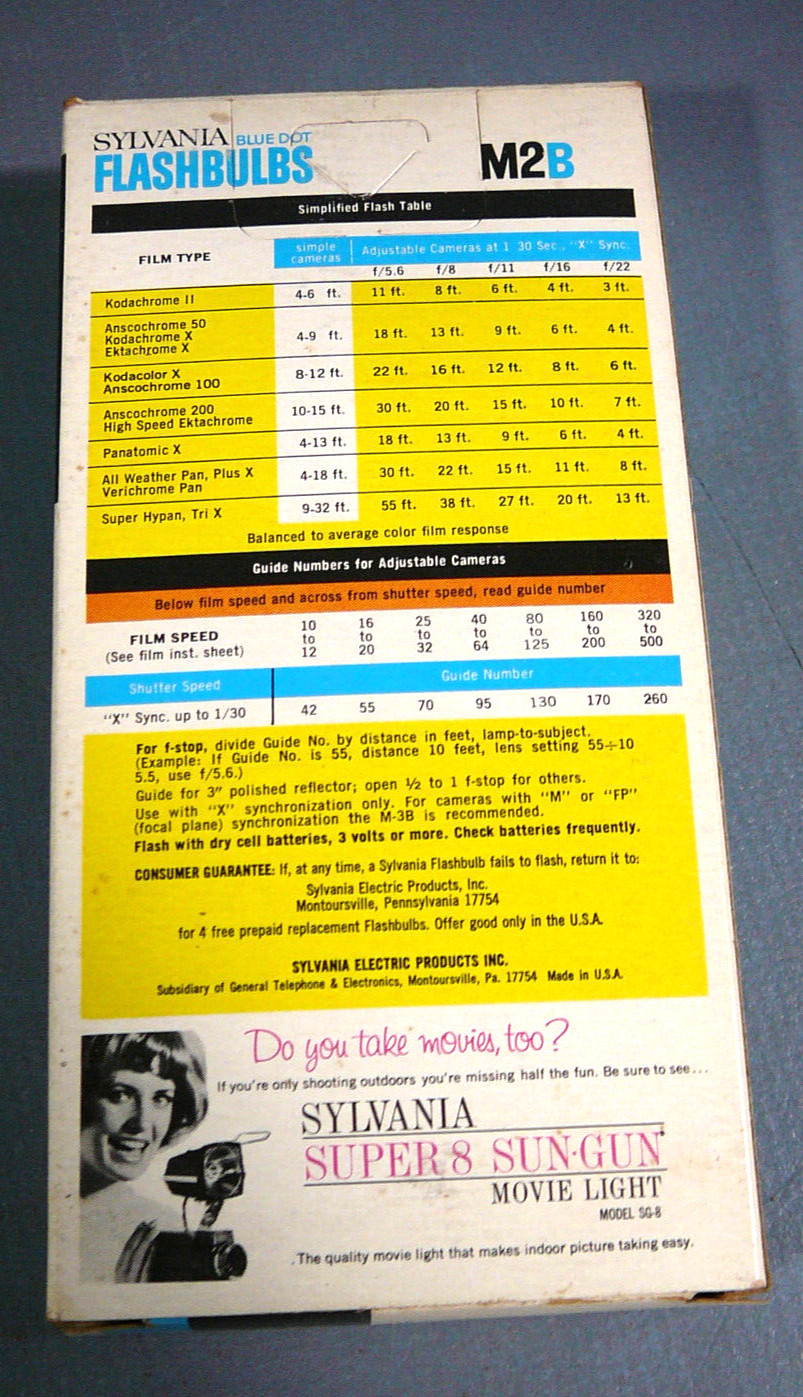 SYLVANIA BLUE DOT
FLASHBULBS
M2B
Simplified Flash Table
FILM TYPE
simple cameras
Adjustable Cameras at 1 30 Sec., "X" Sync.
f/5.6 f/8 f/11 f/16 f/22
Kodachrome II 4-6 ft. 11 ft. 8 ft. 6 ft. 4 ft. 3 ft.
Anscochrome 50
Kodachrome X 4-9 ft. 18 ft. 13 ft. 9 ft. 6 ft. 4 ft.
Ektachrome X
Kodacolor X 8-12 ft. 22 ft. 16 ft. 12 ft. 8 ft. 6 ft.
Anscochrome 100
Anscochrome 200 10-15 ft. 30 ft. 20 ft. 15 ft. 10 ft. 7 ft.
High Speed Ektachrome
Panatomic X 4-13 ft. 18 ft. 13 ft. 9 ft. 6 ft. 4 ft.
All Weather Pan, Plus X 4-18 ft. 30 ft. 22 ft. 15 ft. 11 ft. 8 ft.
Verichrome Pan
Super Hypan, Tri X 9-32 ft. 55 ft. 38 ft. 27 ft. 20 ft. 13 ft.
Balanced to average color film response
Guide Numbers for Adjustable Cameras
Below film speed and across from shutter speed, read guide number
FILM SPEED
(See film inst. sheet)
10 16 25 40 80 160 320
to to to to to to to
12 20 32 64 125 200 500
Shutter Speed Guide Number
"X" Sync. up to 1/30 42 55 70 95 130 170 260
For f-stop, divide Guide No. by distance in feet, lamp-to-subject.
(Example: If Guide No. is 55, distance 10 feet, lens setting 55÷10
5.5, use f/5.6.)
Guide for 3" polished reflector; open ½ to 1 f-stop for others.
Use with "X" synchronization only. For cameras with "M" or "FP"
(focal plane) synchronization the M-3B is recommended.
Flash with dry cell batteries, 3 volts or more. Check batteries frequently.
CONSUMER GUARANTEE: If, at any time, a Sylvania Flashbulb fails to flash, return it to:
Sylvania Electric Products, Inc.
Montoursville, Pennsylvania 17754
for 4 free prepaid replacement Flashbulbs. Offer good only in the U.S.A.
SYLVANIA ELECTRIC PRODUCTS INC.
Subsidiary of General Telephone & Electronics, Montoursville, Pa. 17754 Made in U.S.A.
Do you take movies, too?
If you're only shooting outdoors you're missing half the fun. Be sure to see...
SYLVANIA
SUPER 8 SUN·GUN
MOVIE LIGHT
MODEL SG-8
The quality movie light that makes indoor picture taking easy.